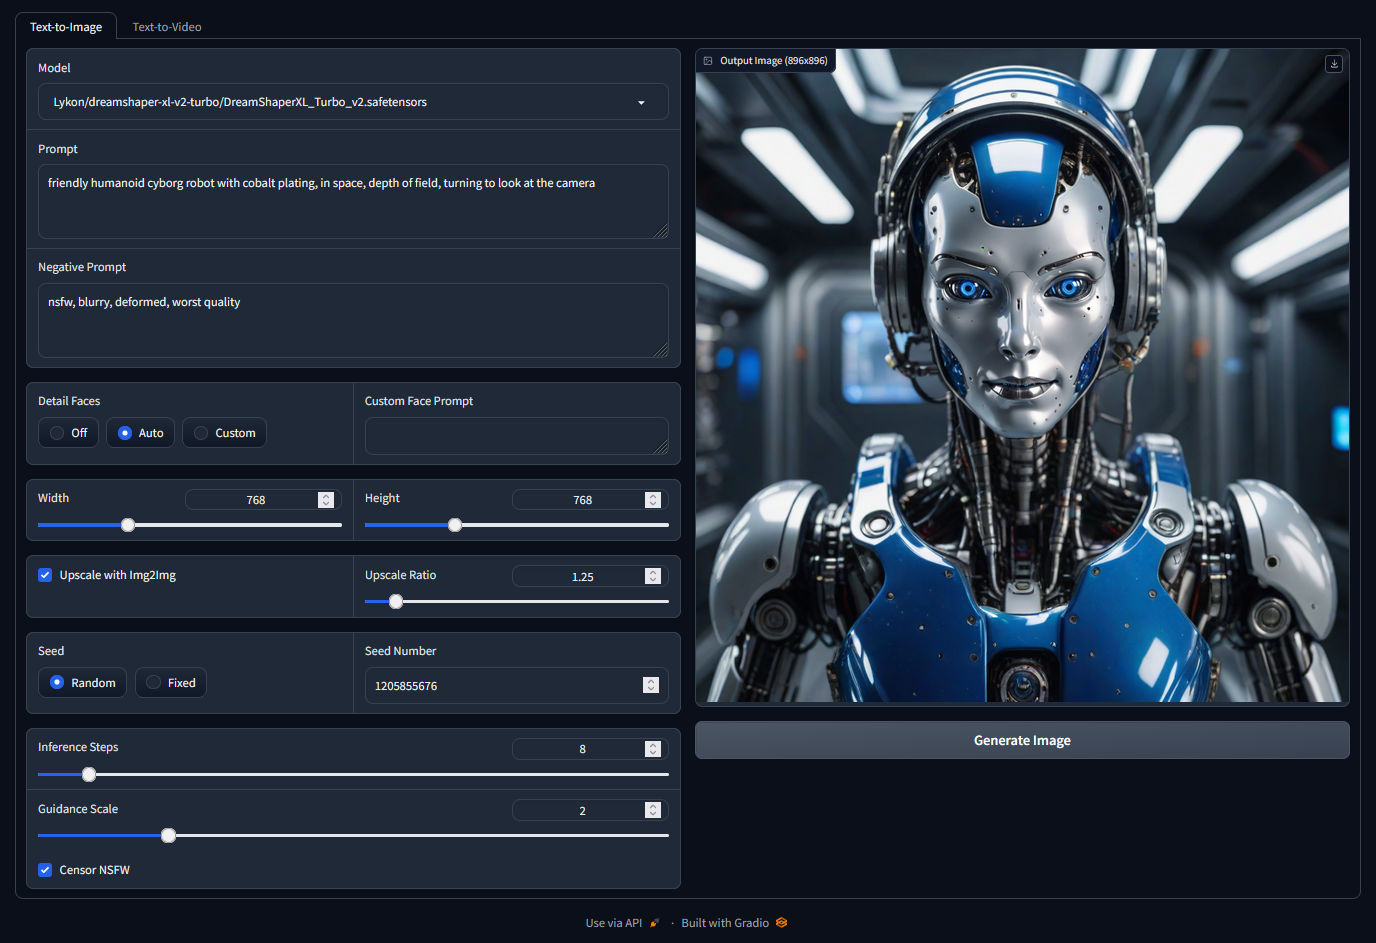 Text-to-Image
Text-to-Video
Model
Lykon/dreamshaper-xl-v2-turbo/DreamShaperXL_Turbo_v2.safetensors
Prompt
friendly humanoid cyborg robot with cobalt plating, in space, depth of field, turning to look at the camera
Negative Prompt
nsfw, blurry, deformed, worst quality
Detail Faces
Off
Auto
Custom
Custom Face Prompt
Width
768
Height
768
Upscale with Img2Img
Upscale Ratio
1.25
Seed
Random
Fixed
Seed Number
1205855676
Inference Steps
8
Guidance Scale
2
Censor NSFW
Output Image (896x896)
Generate Image
Use via API · Built with Gradio